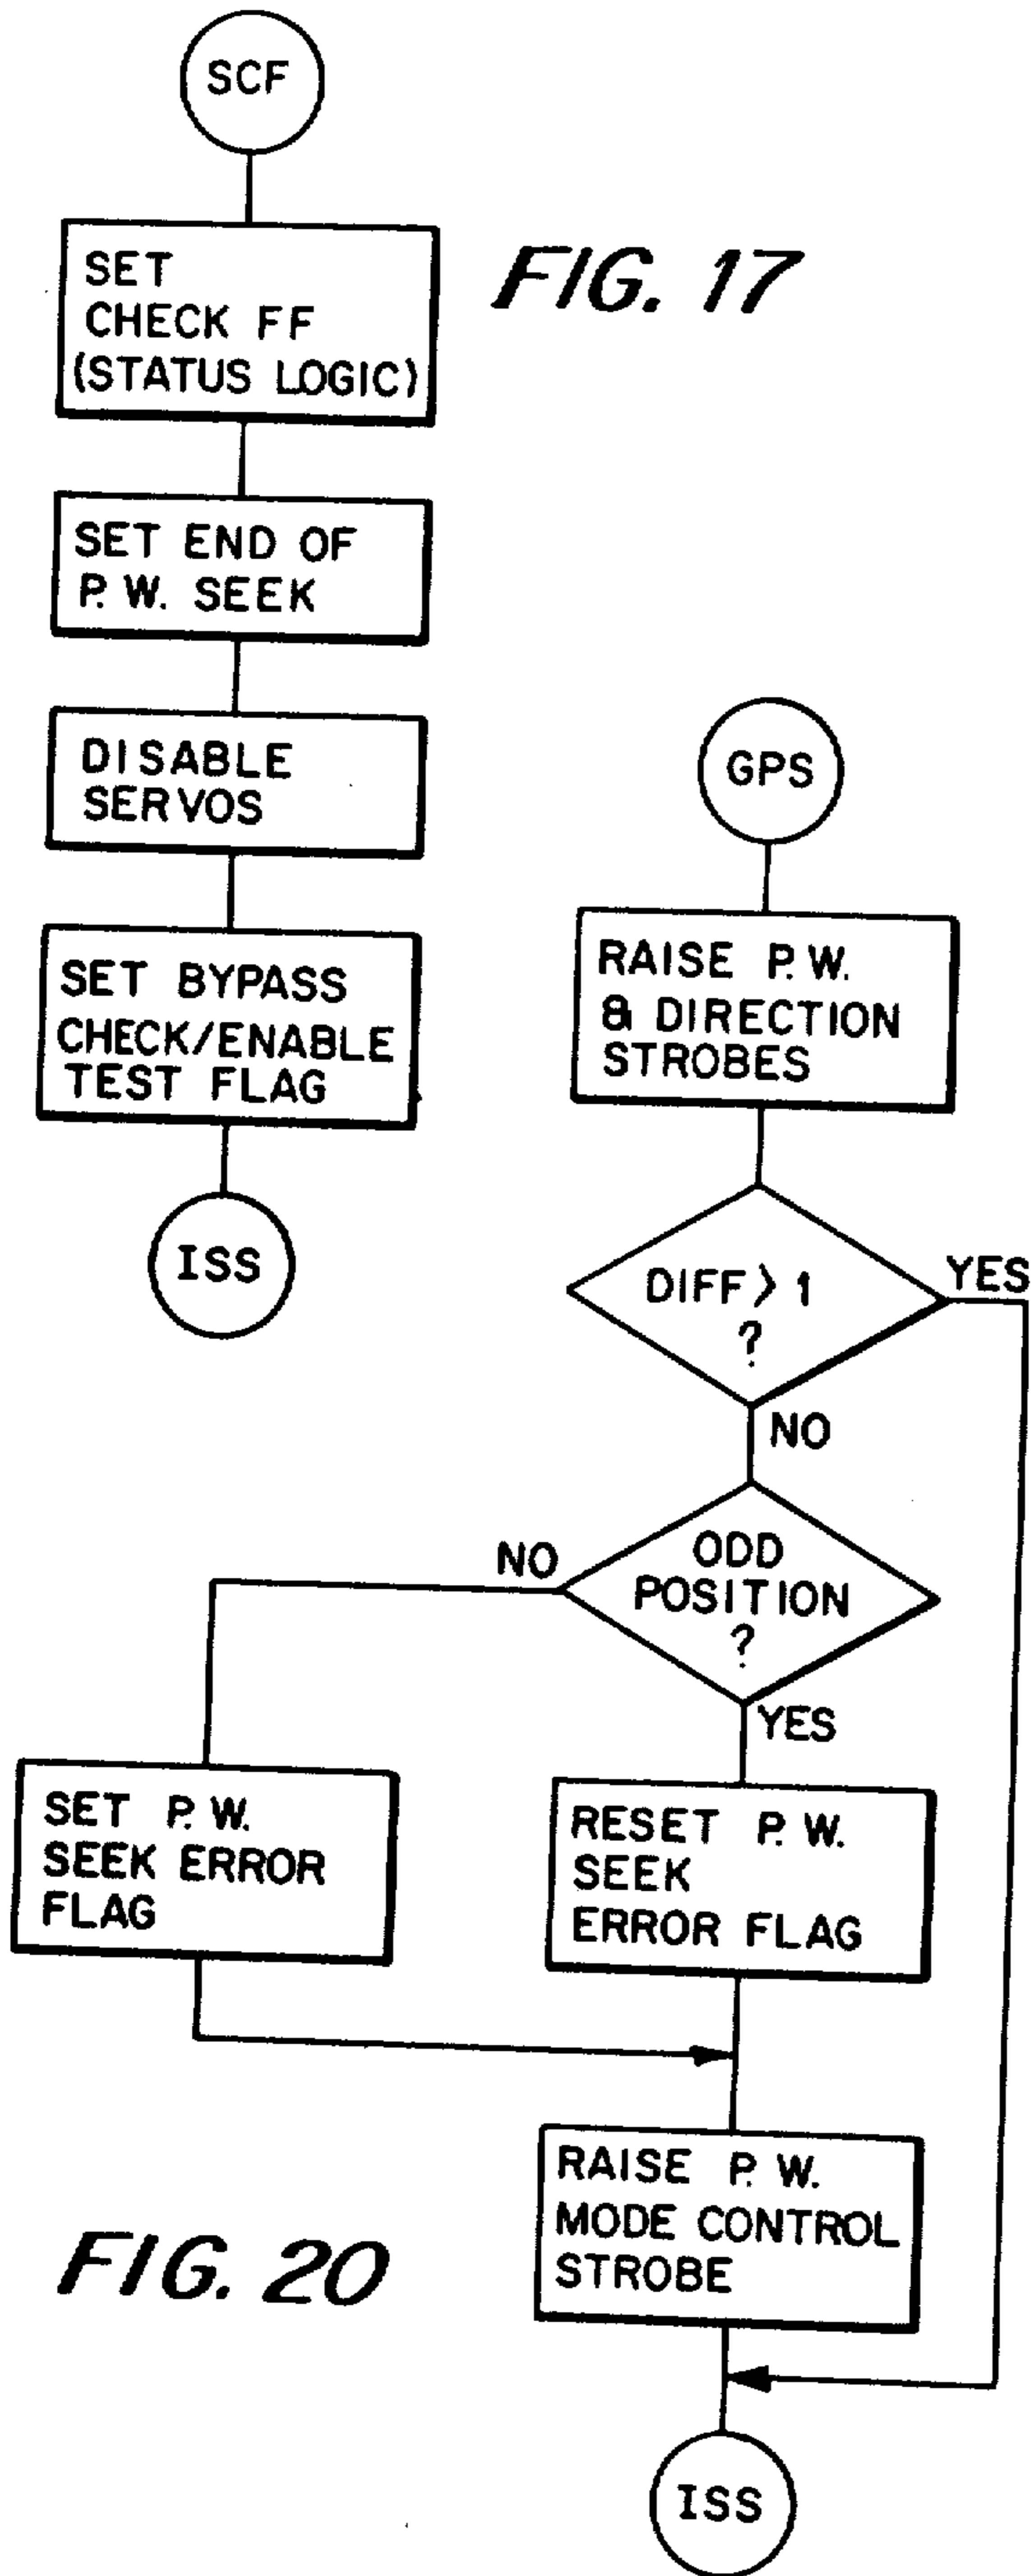 SCF
SET
CHECK FF
(STATUS LOGIC)
FIG. 17
SET END OF
P. W. SEEK
DISABLE
SERVOS
SET BYPASS
CHECK/ENABLE
TEST FLAG
ISS
GPS
RAISE P. W.
& DIRECTION
STROBES
DIFF > 1
?
YES
NO
ODD
POSITION
?
NO
YES
SET P. W.
SEEK ERROR
FLAG
RESET P. W.
SEEK
ERROR FLAG
RAISE P. W.
MODE CONTROL
STROBE
FIG. 20
ISS